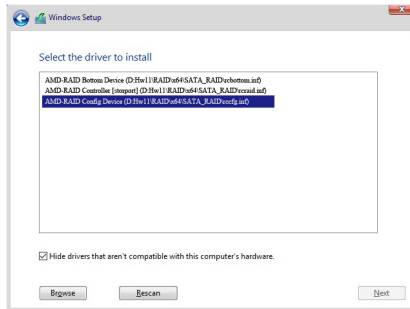 Windows Setup
Select the driver to install
AMD-RAID Bottom Device (D:Hw11\RAID\x64\SATA_RAID\rcbottom.inf)
AMD-RAID Controller [storport] (D:Hw11\RAID\x64\SATA_RAID\rcraid.inf)
AMD-RAID Config Device (D:Hw11\RAID\x64\SATA_RAID\rccfg.inf)
Hide drivers that aren't compatible with this computer's hardware.
Browse
Rescan
Next